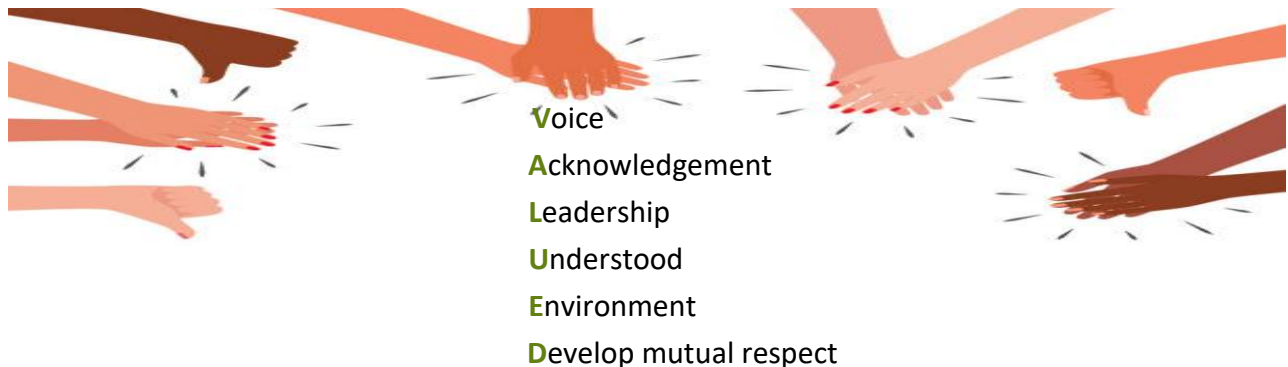 Voice
Acknowledgement
Leadership
Understood
Environment
Develop mutual respect